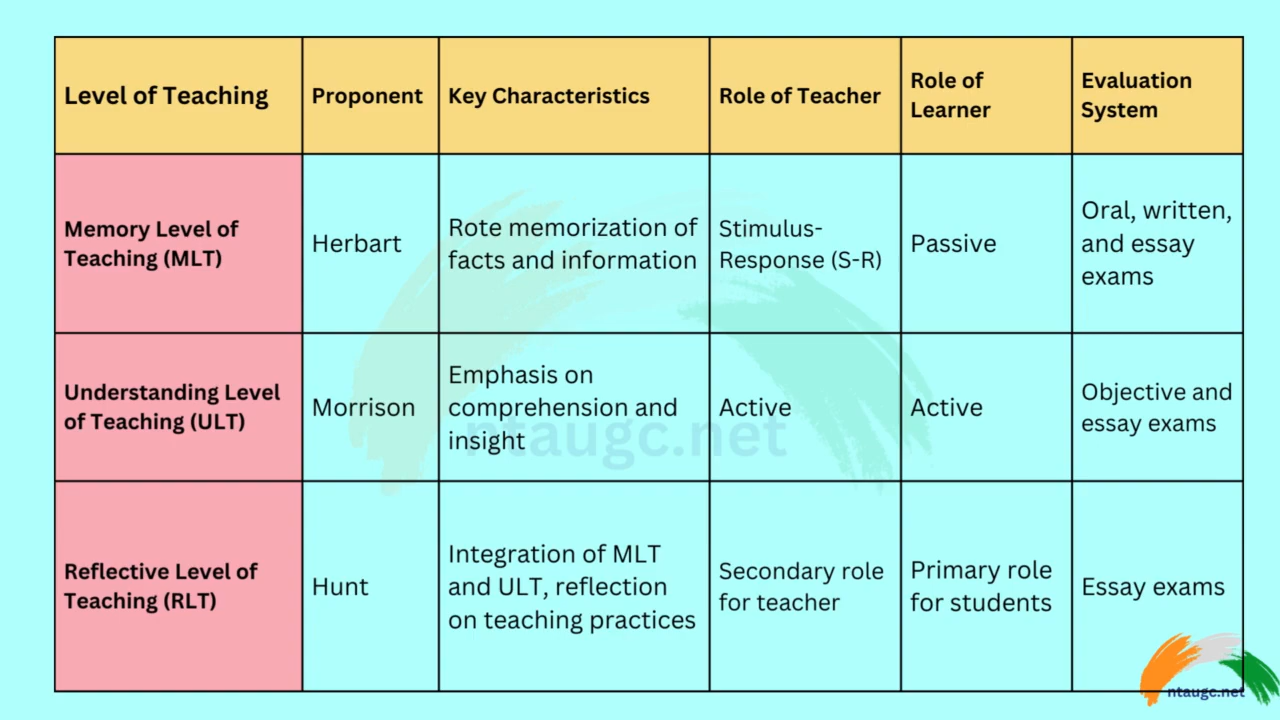 Level of Teaching
Proponent
Key Characteristics
Role of Teacher
Role of
Learner
Evaluation
System
Memory Level of
Teaching (MLT)
Herbart
Rote memorization of
facts and information
Stimulus-
Response (S-R)
Passive
Oral, written,
and essay
exams
Understanding Level
of Teaching (ULT)
Morrison
Emphasis on
comprehension and
insight
Active
Active
Objective and
essay exams
ntaugc.net
Reflective Level of
Teaching (RLT)
Hunt
Integration of MLT
and ULT, reflection
on teaching practices
Secondary role
for teacher
Primary role
for students
Essay exams
ntaugc.net